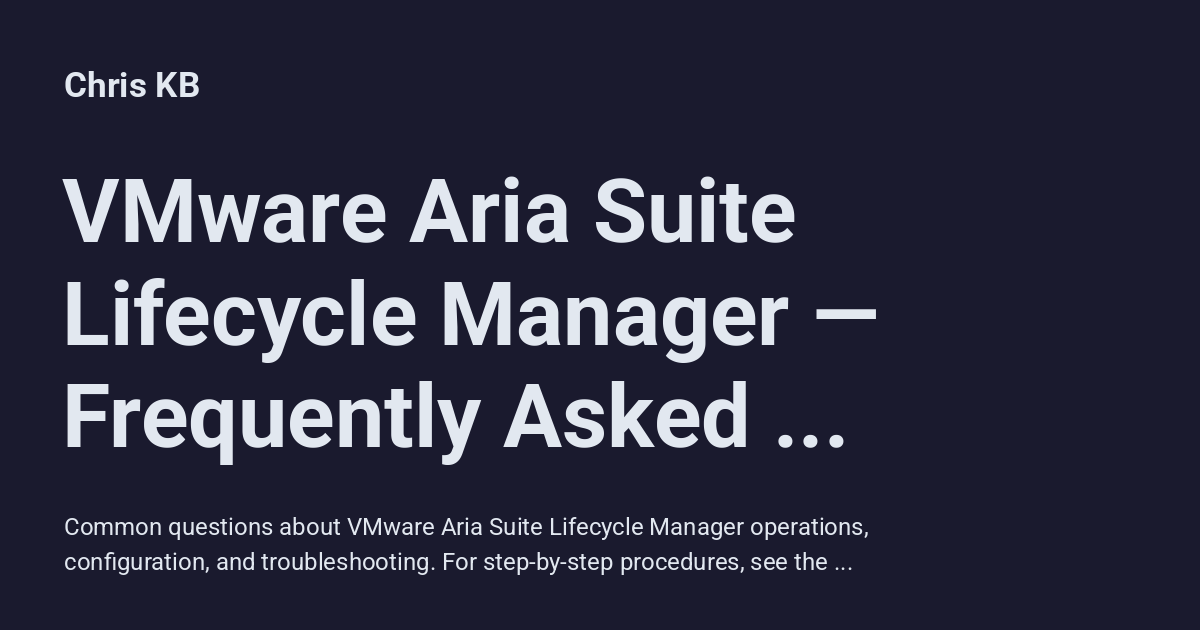 Chris KB
VMware Aria Suite
Lifecycle Manager —
Frequently Asked ...
Common questions about VMware Aria Suite Lifecycle Manager operations,
configuration, and troubleshooting. For step-by-step procedures, see the ...